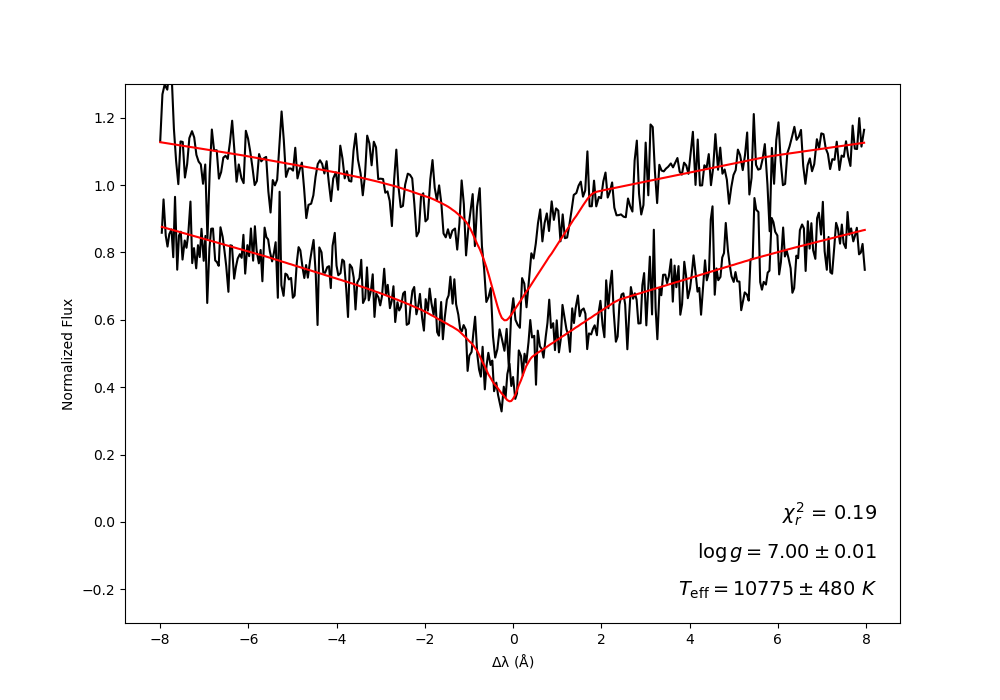 1.2
1.0
0.8
0.6
0.4
0.2
0.0
−0.2
Normalized Flux
χ²ᵣ = 0.19
log g = 7.00 ± 0.01
T_eff = 10775 ± 480 K
−8 −6 −4 −2 0 2 4 6 8
Δλ (Å)